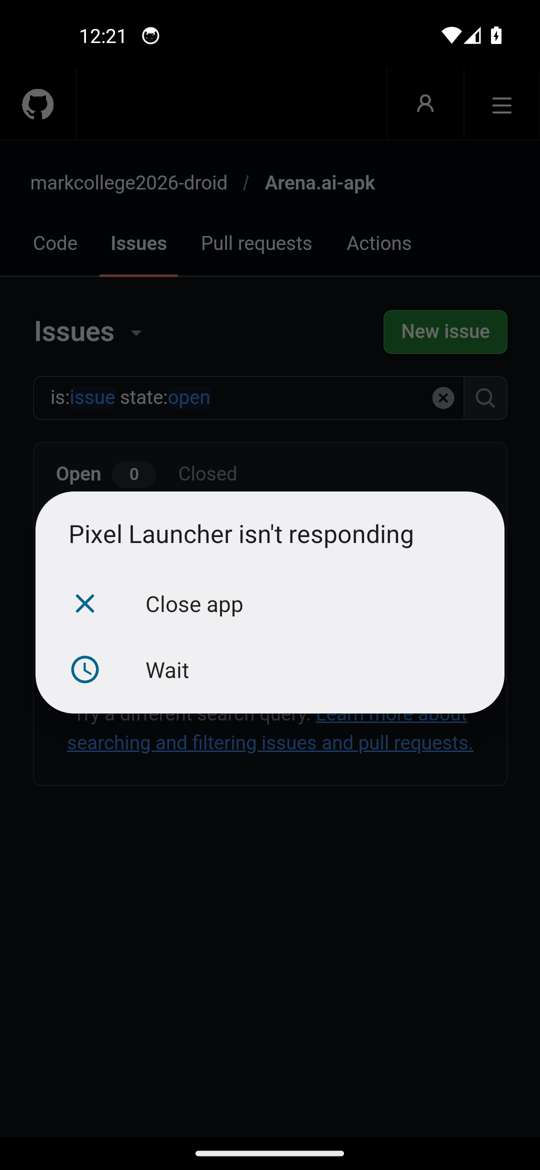 12:21
markcollege2026-droid / Arena.ai-apk
Code Issues Pull requests Actions
Issues New issue
is:issue state:open
Open 0 Closed
Pixel Launcher isn't responding
Close app
Wait
Try a different search query. Learn more about
searching and filtering issues and pull requests.